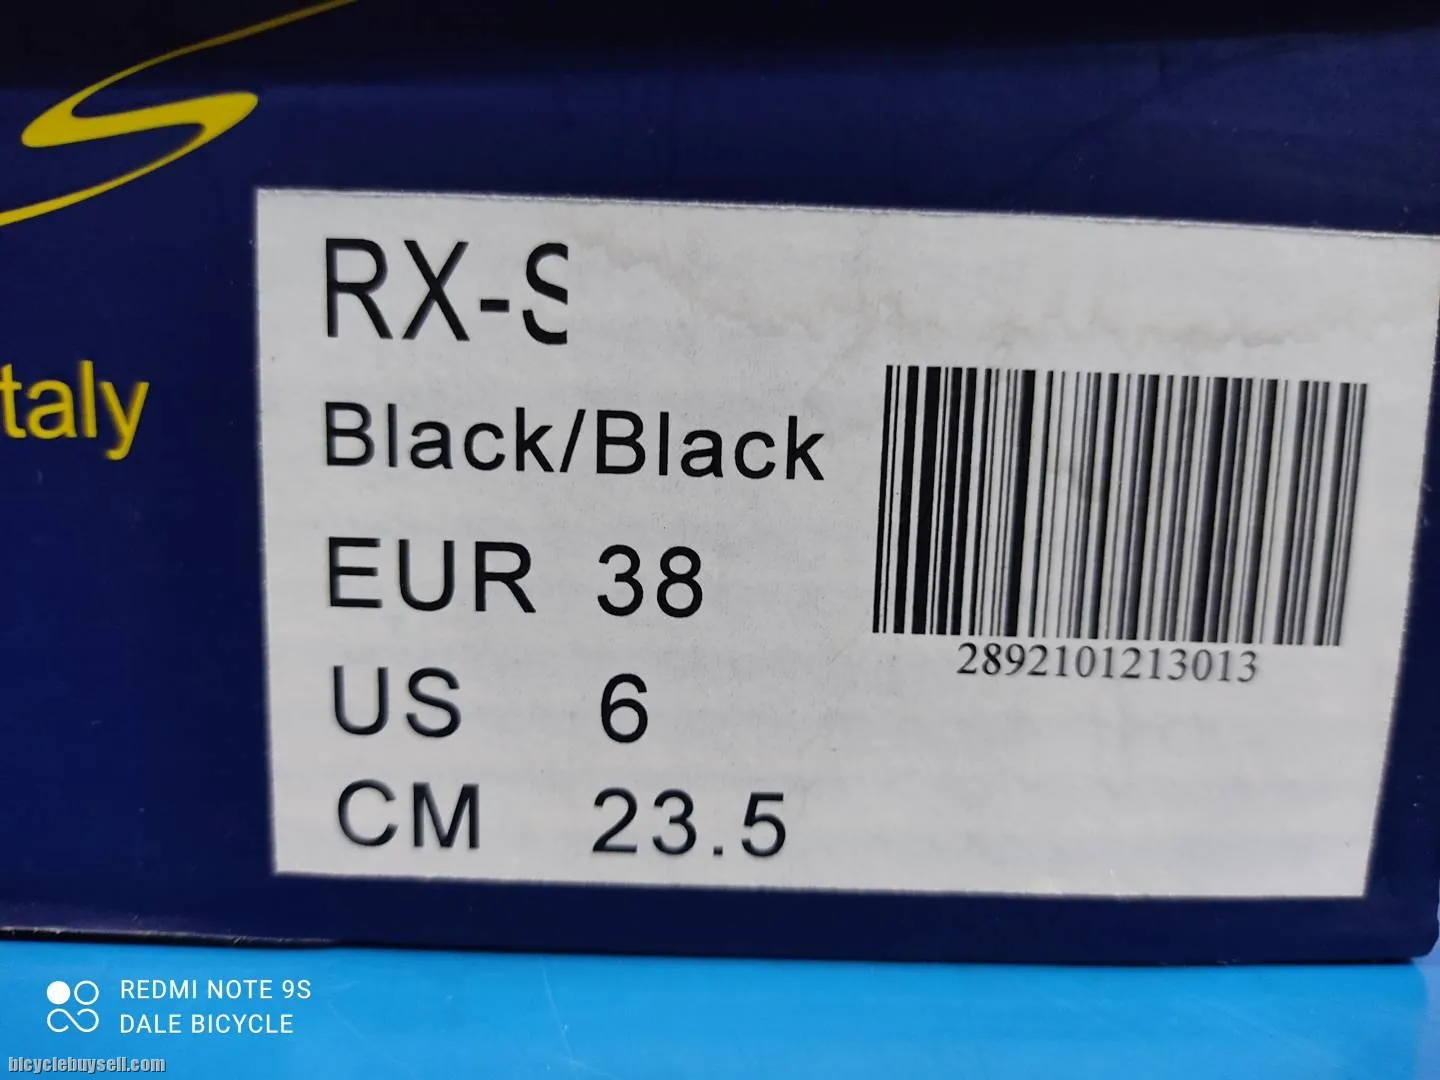 S
taly
RX-S
Black/Black
EUR 38
US 6
CM 23.5
2892101213013
REDMI NOTE 9S
DALE BICYCLE
bicyclebuysell.com